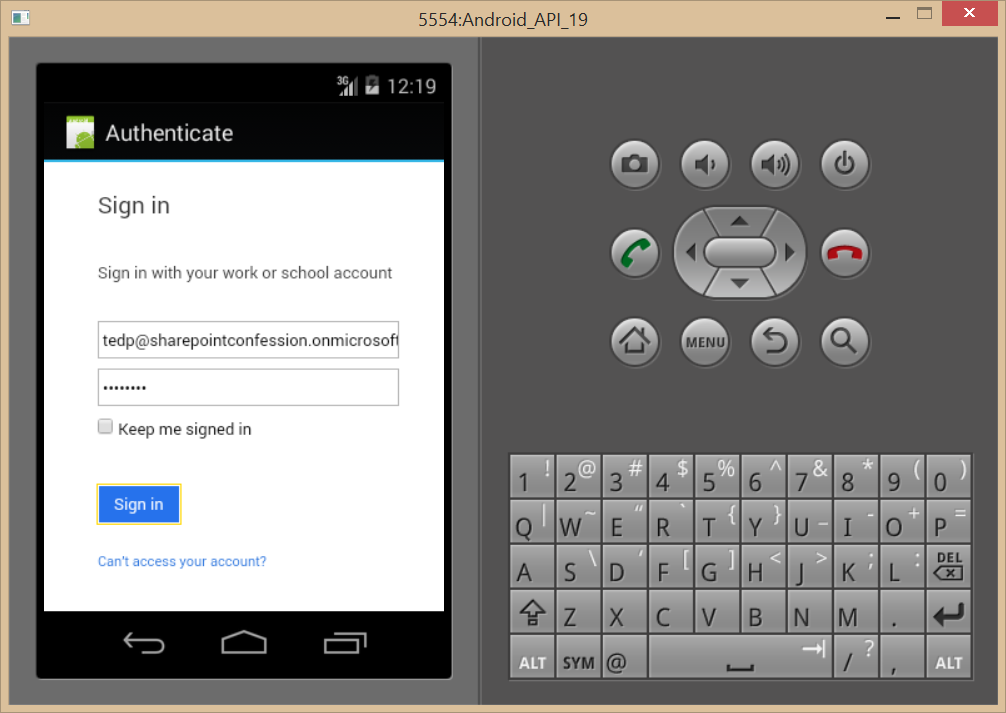 5554:Android_API_19
3G 12:19
Authenticate
Sign in
Sign in with your work or school account
tedp@sharepointconfession.onmicrosoft
••••••••
Keep me signed in
Sign in
Can't access your account?
MENU
1 ! 2 @ 3 # 4 $ 5 % 6 ^ 7 & 8 * 9 ( 0 )
Q | W ~ E “ R ` T { Y } U _ I - O + P =
A S \ D ‘ F [ G ] H < J > K ; L : DEL
Z X C V B N M .
ALT SYM @ / ? , ALT